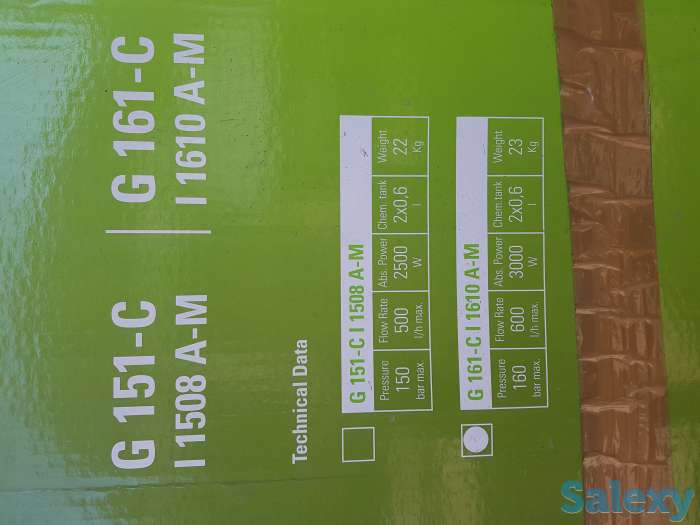 G 151-C | G 161-C
I 1508 A-M | I 1610 A-M
Technical Data
G 151-C I 1508 A-M
Pressure Flow Rate Abs. Power Chem. tank Weight
150 500 2500 2x0,6 22
bar max. l/h max. W l Kg
G 161-C I 1610 A-M
Pressure Flow Rate Abs. Power Chem. tank Weight
160 600 3000 2x0,6 23
bar max. l/h max. W l Kg
Salexy